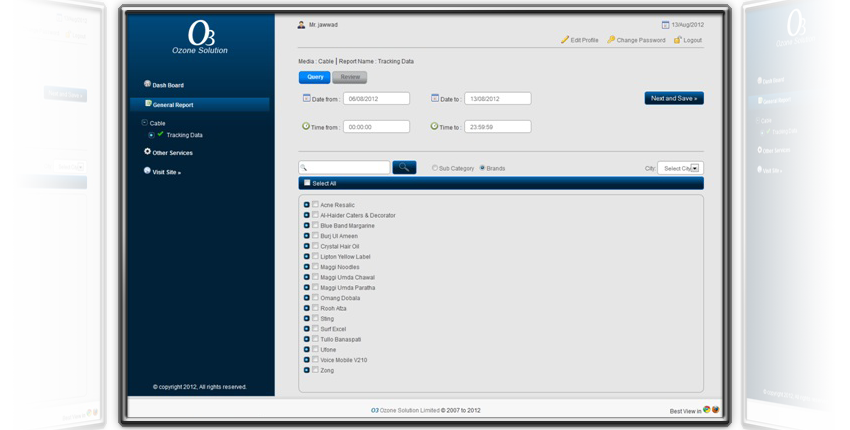 O3
Ozone Solution
Dash Board
General Report
Cable
Tracking Data
Other Services
Visit Site »
© copyright 2012, All rights reserved.
Mr. jawwad
13/Aug/2012
Edit Profile Change Password Logout
Media : Cable | Report Name : Tracking Data
Query Review
Date from : 06/08/2012 Date to : 13/08/2012 Next and Save »
Time from : 00:00:00 Time to : 23:59:59
Sub Category Brands City: Select City
Select All
Acne Resalic
Al-Haider Caters & Decorator
Blue Band Margarine
Burj Ul Ameen
Crystal Hair Oil
Lipton Yellow Label
Maggi Noodles
Maggi Umda Chawal
Maggi Umda Paratha
Omang Dobala
Rooh Afza
Sting
Surf Excel
Tullo Banaspati
Ufone
Voice Mobile V210
Zong
O3 Ozone Solution Limited © 2007 to 2012
Best View in